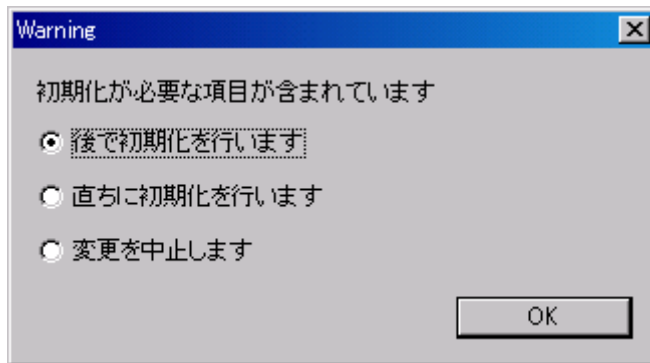 Warning
初期化が必要な項目が含まれています
後で初期化を行います
直ちに初期化を行います
変更を中止します
OK